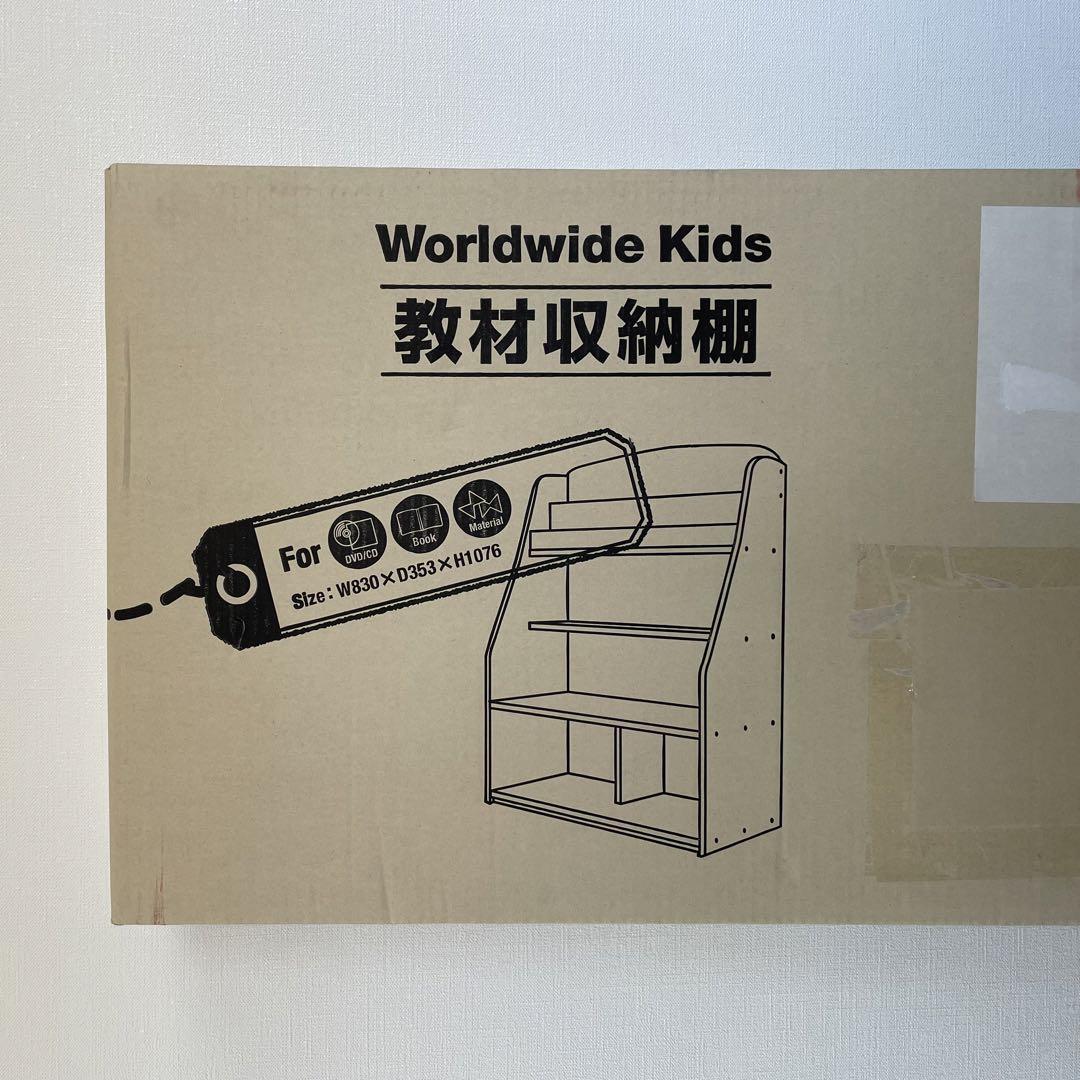 Worldwide Kids
教材収納棚
For
DVD/CD
Book
Material
Size: W830×D353×H1076